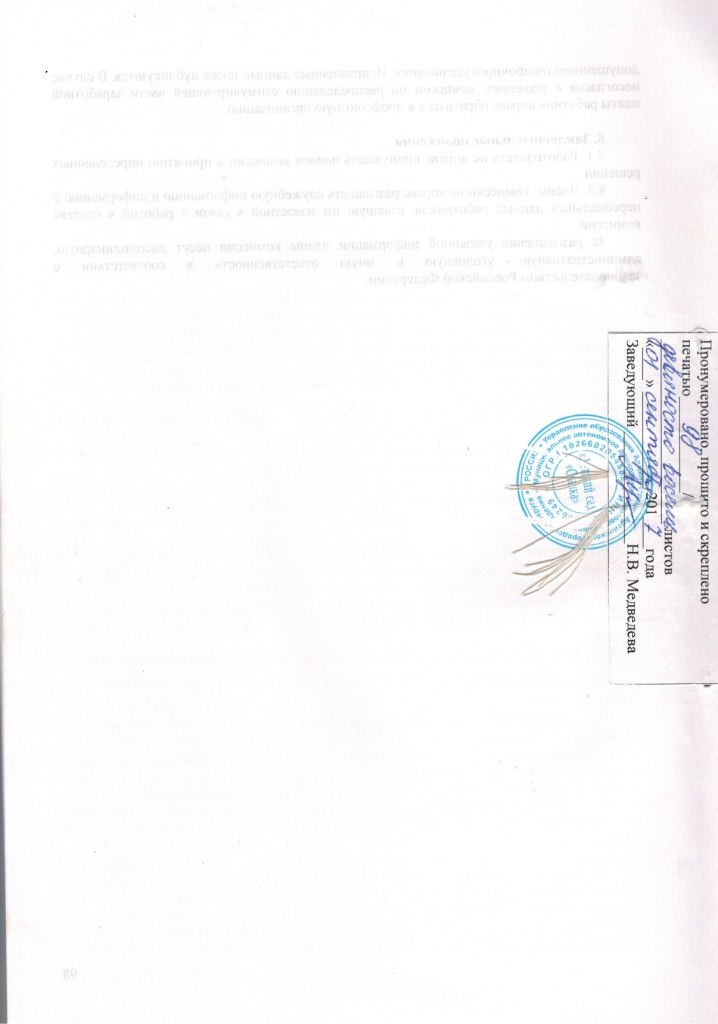 Пронумеровано, прошито и скреплено
печатью 98 /
девяносто восемь листов
«01» сентября 2017 года
Заведующий Н.В. Медведева
допущенного ошибочного оценивания. Исправленные данные также публикуются. В случае
несогласия с решением комиссии по распределению стимулирующей части заработной
платы работник вправе обратиться в профсоюзную организацию.
8. Заключительные положения
8.1. Работодатель не вправе принуждать членов комиссии к принятию определённых
решений.
8.2. Члены комиссии не вправе разглашать служебную информацию и информацию о
персональных данных работников, ставшую им известной в связи с работой в составе
комиссии.
За разглашение указанной информации члены комиссии несут дисциплинарную,
административную, уголовную и иную ответственность в соответствии с
законодательством Российской Федерации.
98